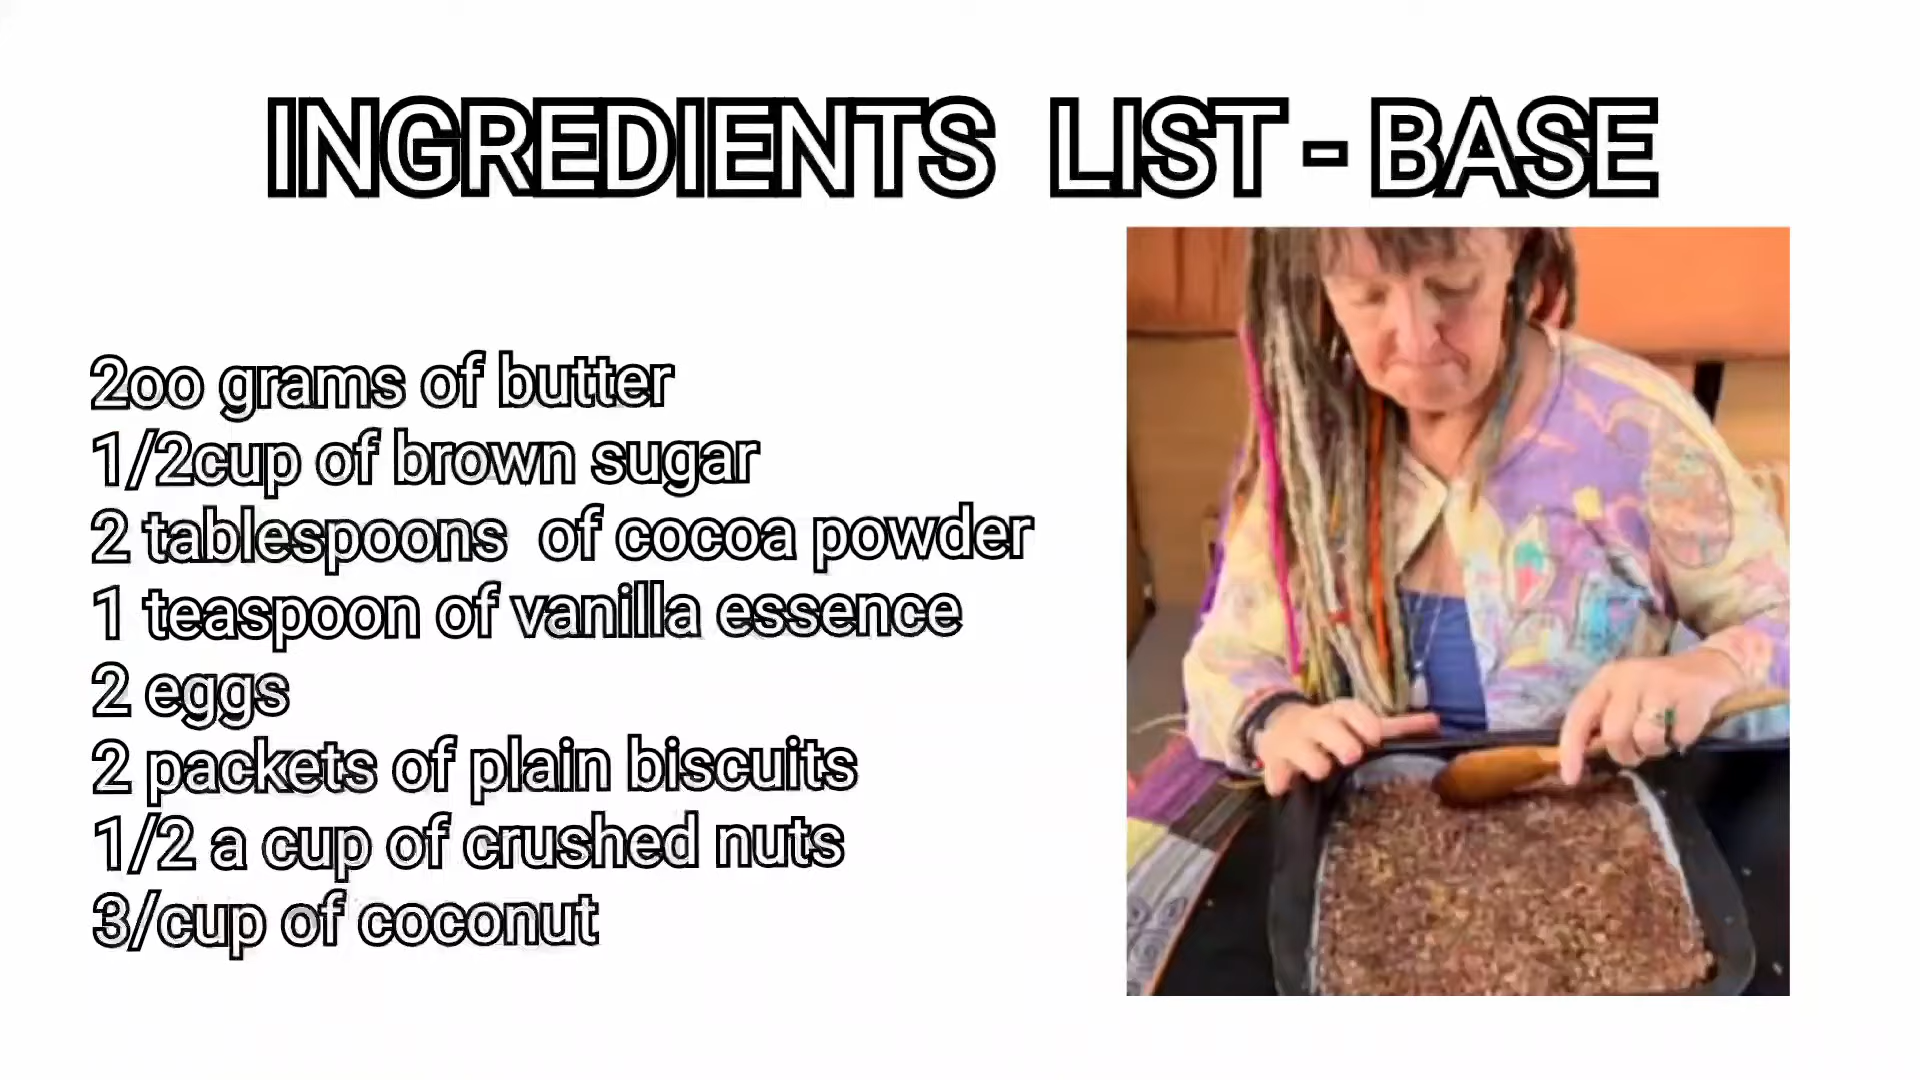 INGREDIENTS LIST - BASE
2oo grams of butter
1/2cup of brown sugar
2 tablespoons of cocoa powder
1 teaspoon of vanilla essence
2 eggs
2 packets of plain biscuits
1/2 a cup of crushed nuts
3/cup of coconut